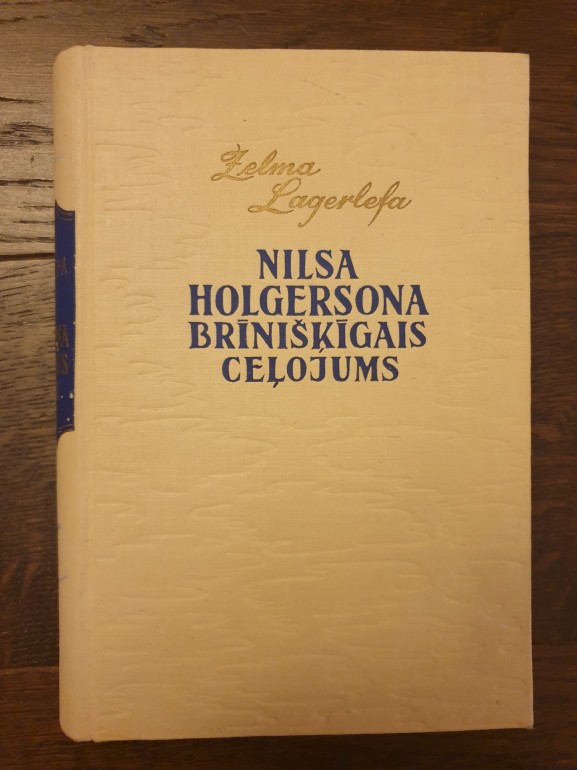 Zelma
Lagerlefa
NILSA
HOLGERSONA
BRĪNIŠĶĪGAIS
CEĻOJUMS